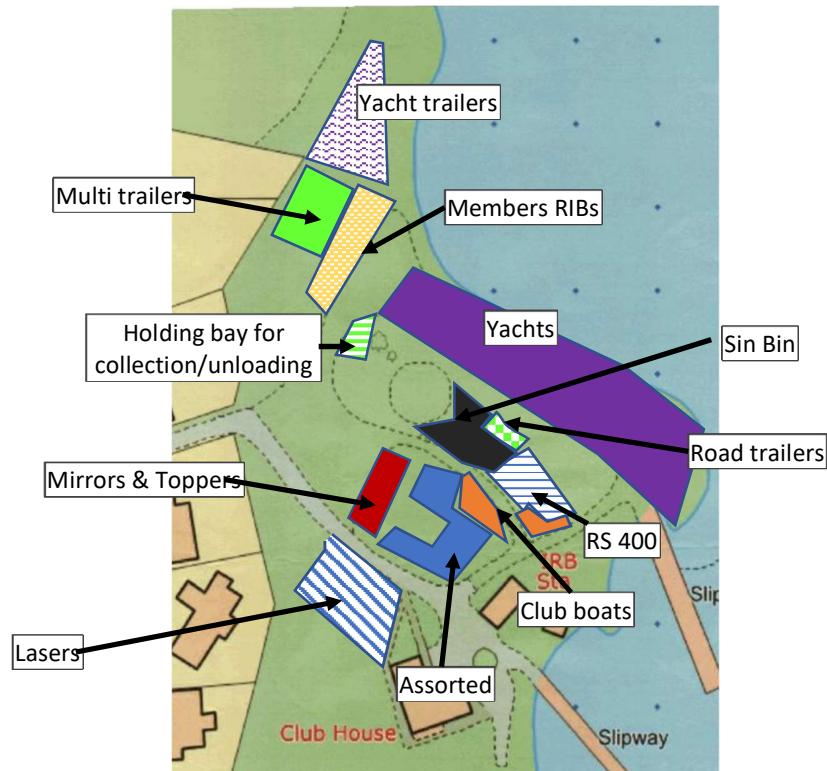 Yacht trailers
Multi trailers
Members RIBs
Holding bay for
collection/unloading
Yachts
Sin Bin
Road trailers
Mirrors & Toppers
RS 400
Club boats
Lasers
Assorted
Club House
Slipway